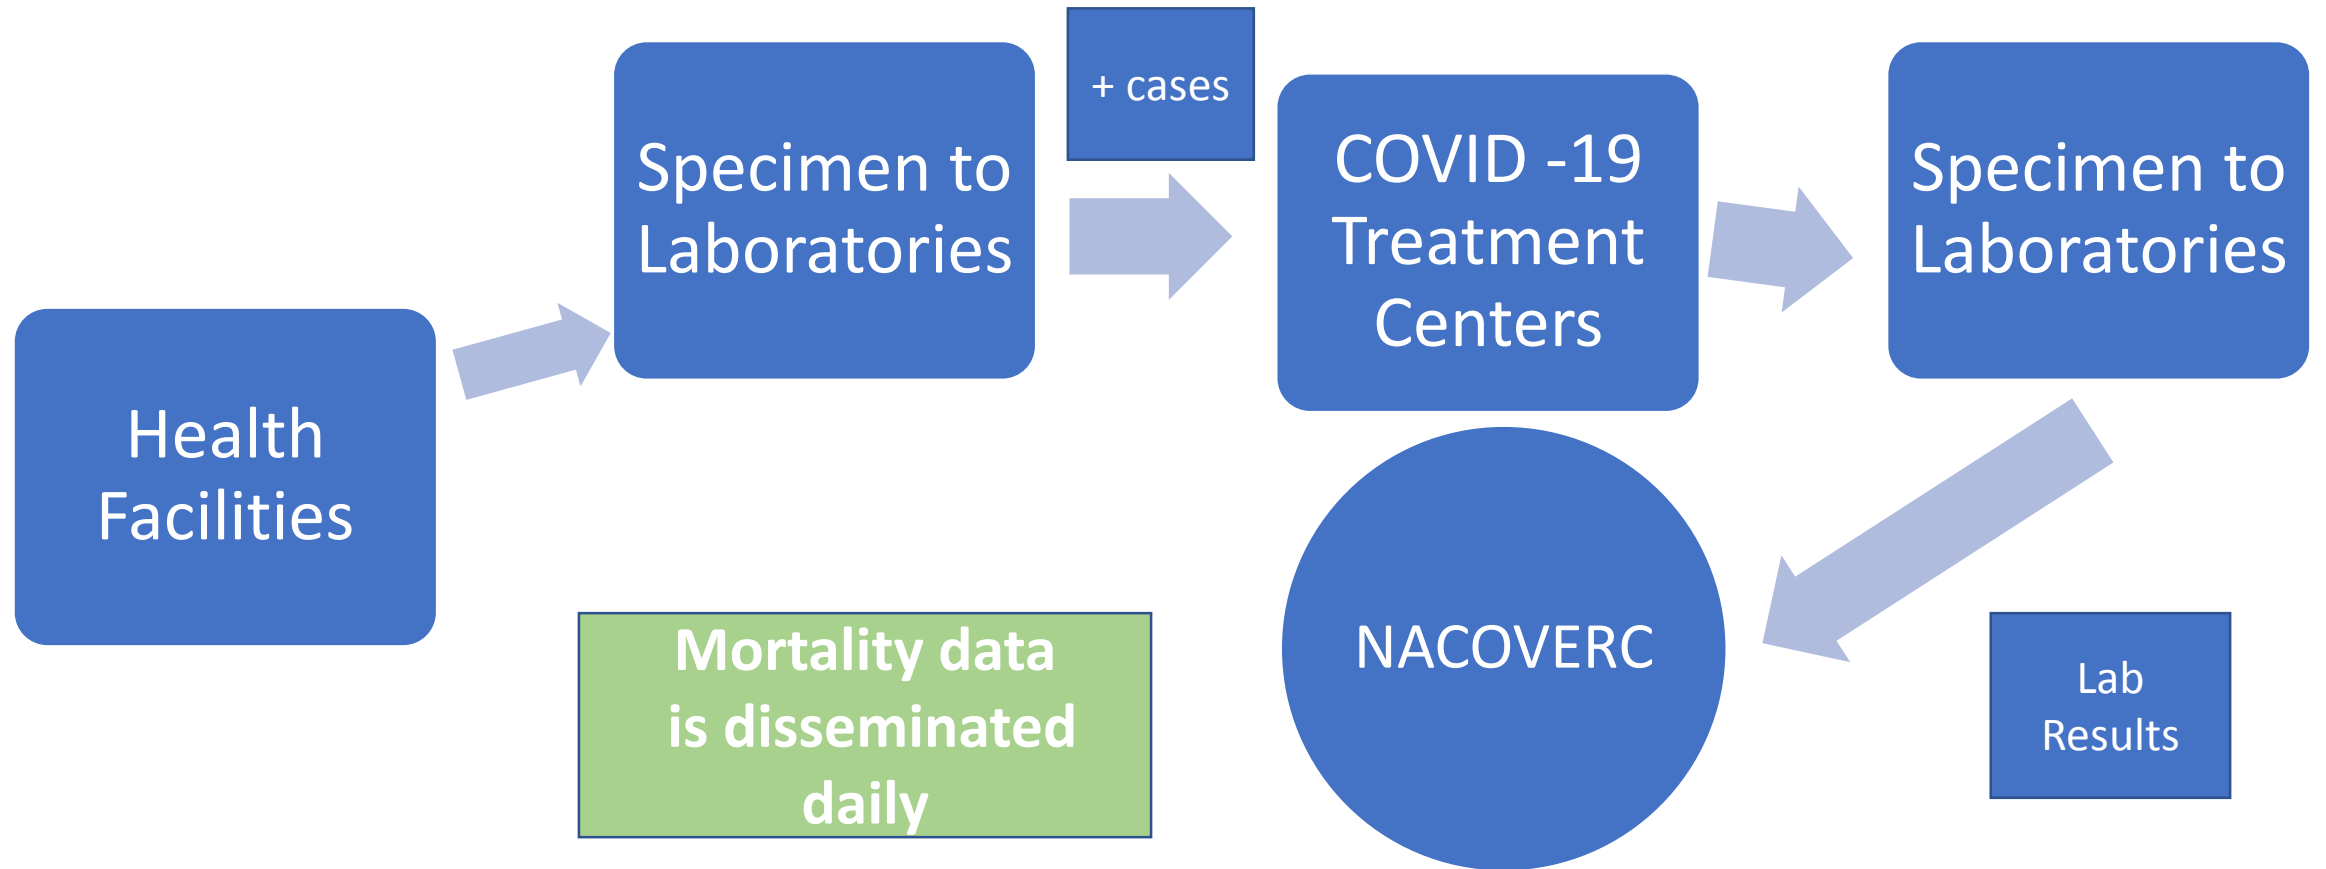 Health
Facilities
Specimen to
Laboratories
+ cases
COVID -19
Treatment
Centers
Specimen to
Laboratories
Lab
Results
NACOVERC
Mortality data
is disseminated
daily